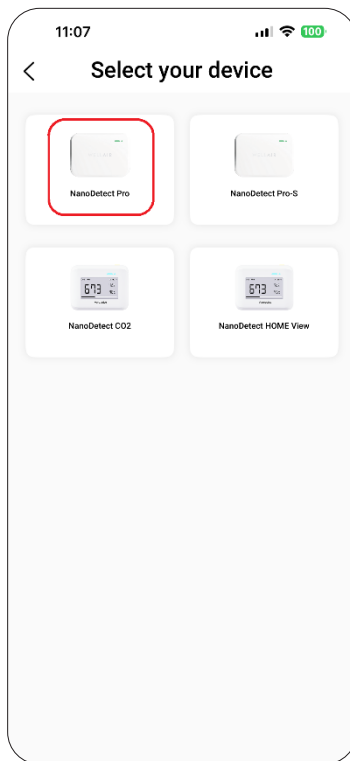 11:07
100
Select your device
NanoDetect Pro
NanoDetect Pro-S
673
673
NanoDetect CO2
NanoDetect HOME View